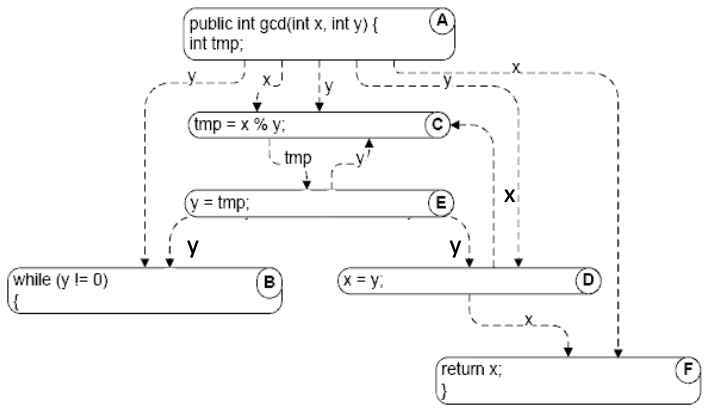 public int gcd(int x, int y) {
int tmp;
A
y
x
y
y
x
tmp = x % y;
C
tmp
y
x
y = tmp;
E
y
y
while (y != 0)
{
B
x = y;
D
x
return x;
}
F